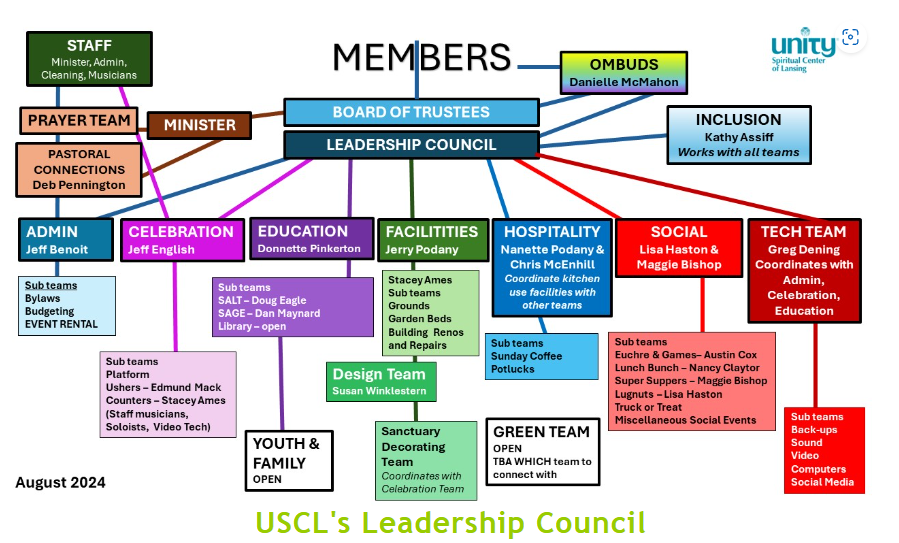 STAFF
Minister, Admin,
Cleaning, Musicians
MEMBERS
OMBUDS
Danielle McMahon
unity
Spiritual Center
of Lansing
PRAYER TEAM
MINISTER
BOARD OF TRUSTEES
LEADERSHIP COUNCIL
INCLUSION
Kathy Assiff
Works with all teams
PASTORAL
CONNECTIONS
Deb Pennington
ADMIN
Jeff Benoit
CELEBRATION
Jeff English
EDUCATION
Donnette Pinkerton
FACILITITIES
Jerry Podany
HOSPITALITY
Nanette Podany &
Chris McEnhill
Coordinate kitchen
use facilities with
other teams
SOCIAL
Lisa Haston &
Maggie Bishop
TECH TEAM
Greg Dening
Coordinates with
Admin,
Celebration,
Education
Sub teams
Bylaws
Budgeting
EVENT RENTAL
Sub teams
Platform
Ushers – Edmund Mack
Counters – Stacey Ames
(Staff musicians,
Soloists, Video Tech)
Sub teams
SALT – Doug Eagle
SAGE – Dan Maynard
Library – open
YOUTH &
FAMILY
OPEN
Stacey Ames
Sub teams
Grounds
Garden Beds
Building Renos
and Repairs
Design Team
Susan Winklestern
Sanctuary
Decorating
Team
Coordinates with
Celebration Team
Sub teams
Sunday Coffee
Potlucks
GREEN TEAM
OPEN
TBA WHICH team to
connect with
Sub teams
Euchre & Games– Austin Cox
Lunch Bunch – Nancy Claytor
Super Suppers – Maggie Bishop
Lugnuts – Lisa Haston
Truck or Treat
Miscellaneous Social Events
Sub teams
Back-ups
Sound
Video
Computers
Social Media
August 2024
USCL's Leadership Council